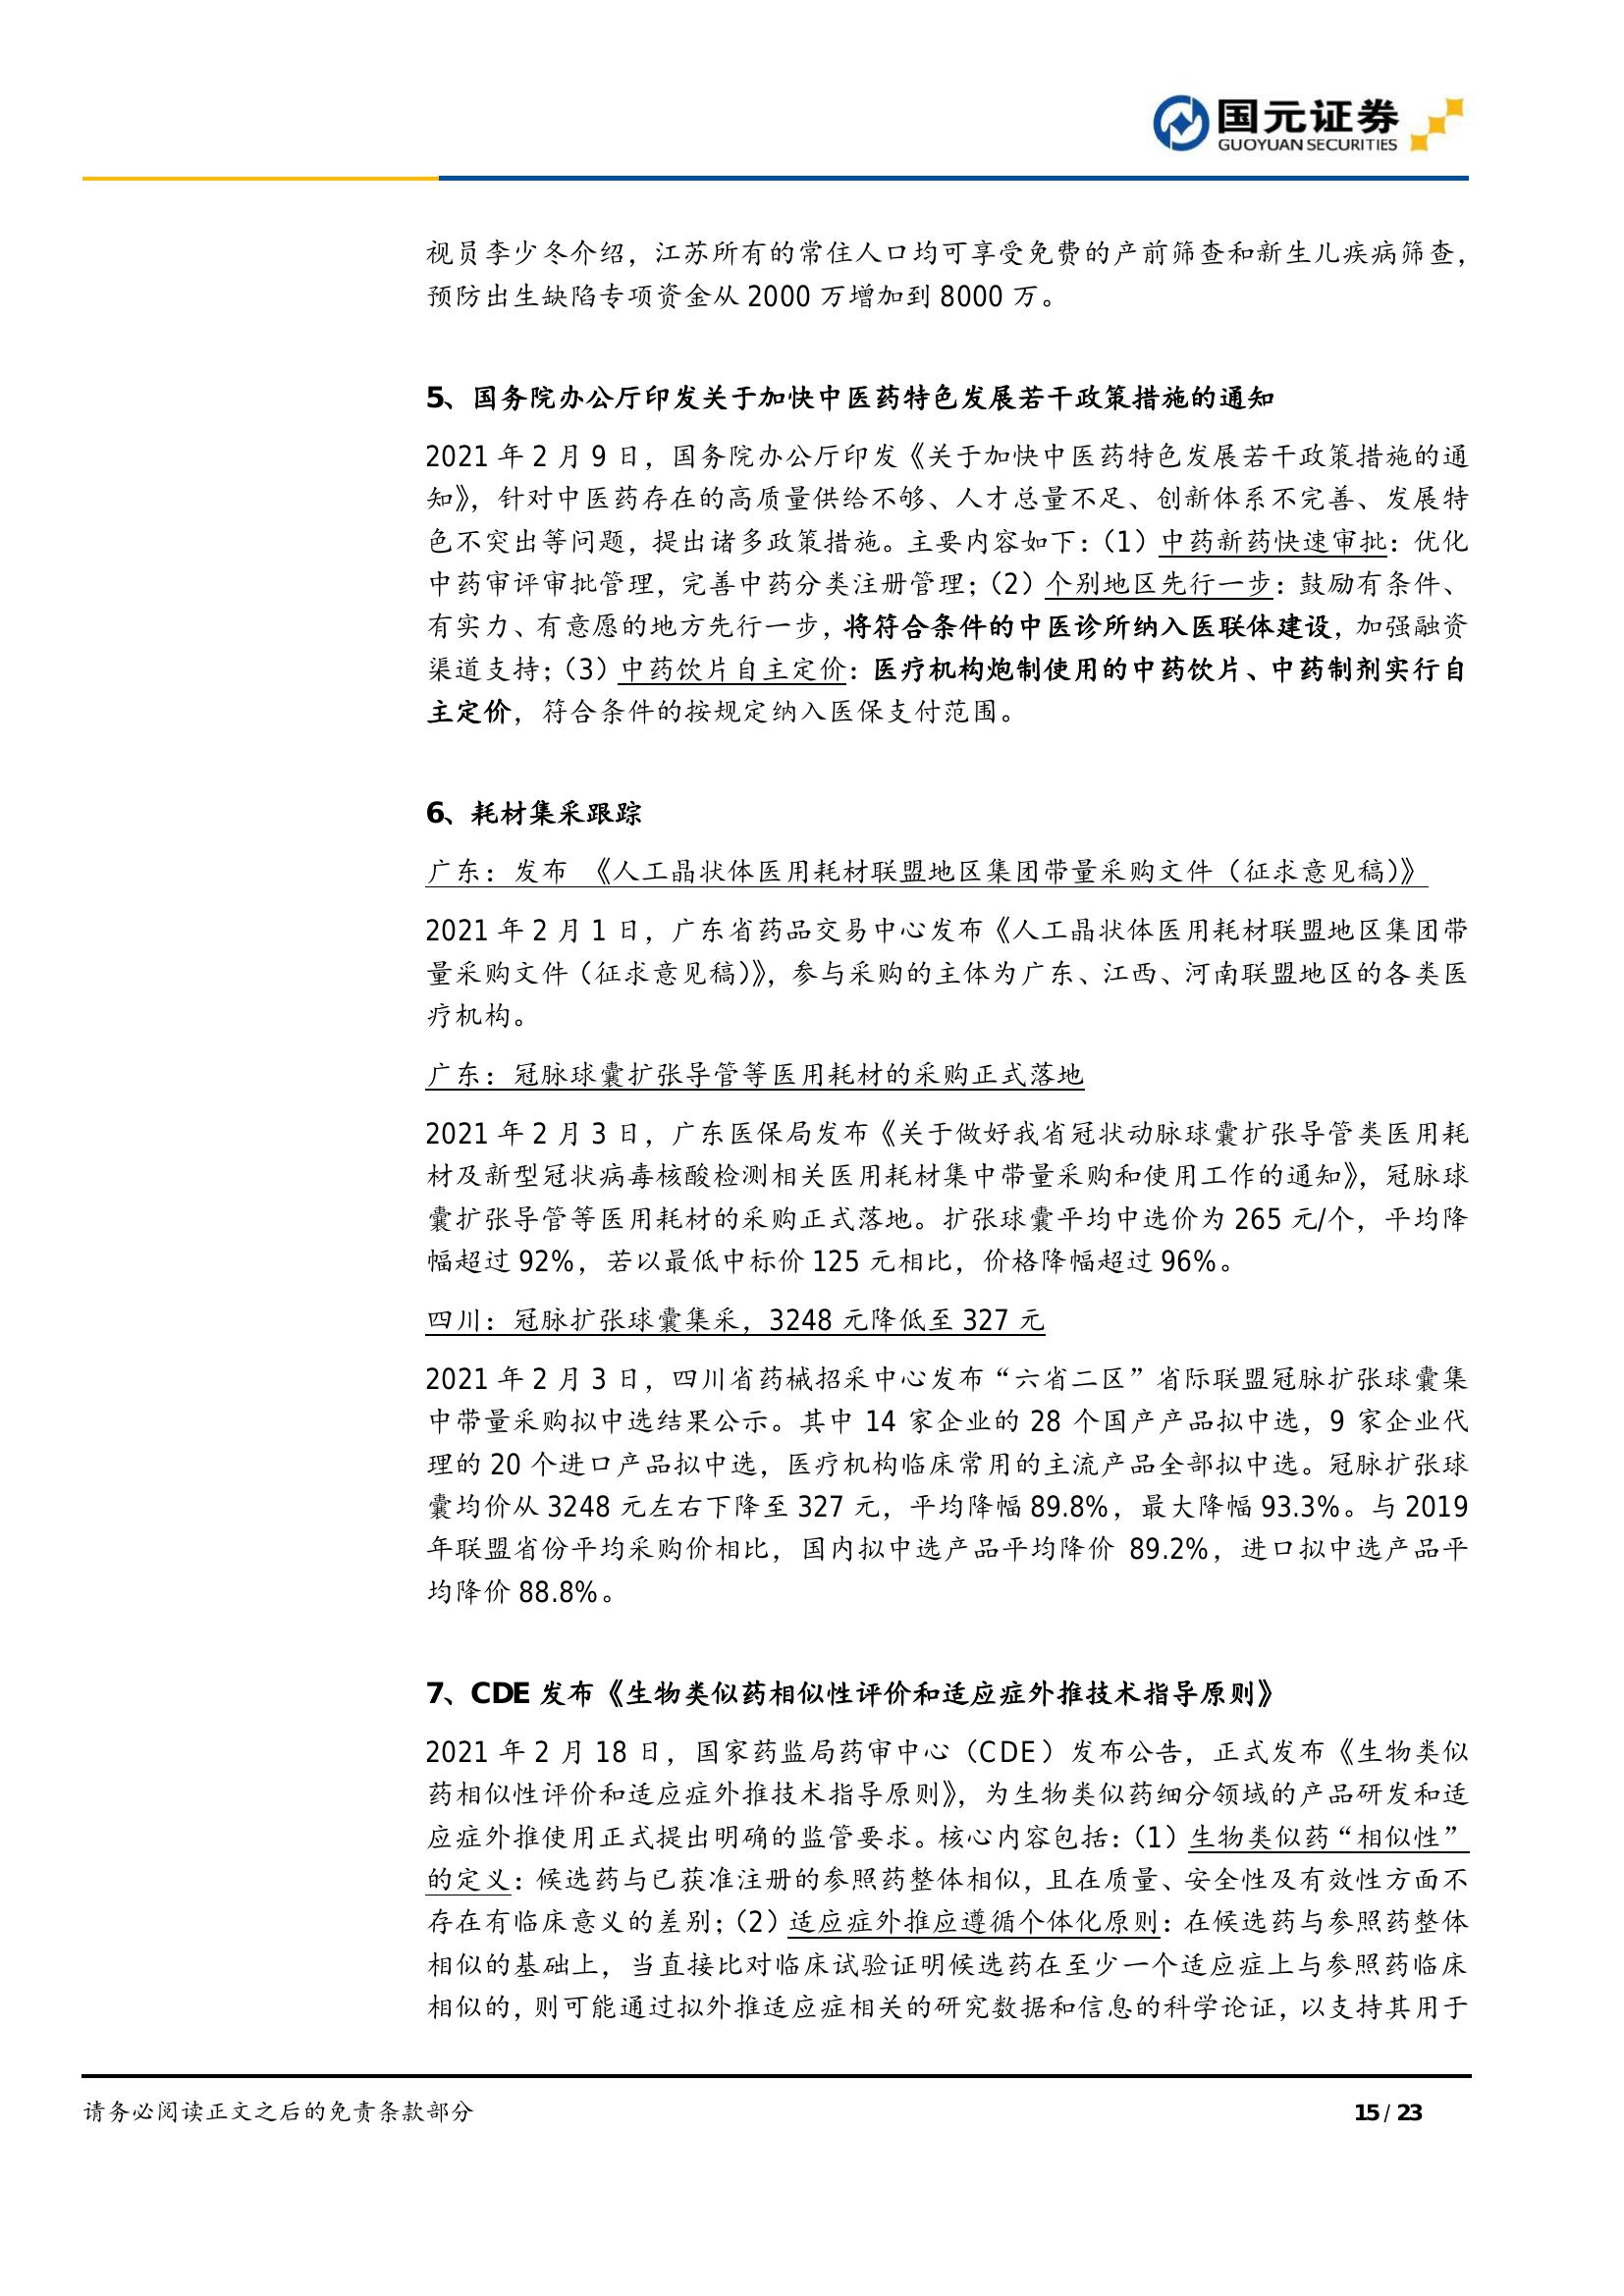 国元证券
GUOYUAN SECURITIES
视员李少冬介绍，江苏所有的常住人口均可享受免费的产前筛查和新生儿疾病筛查，
预防出生缺陷专项资金从 2000 万增加到 8000 万。
5、国务院办公厅印发关于加快中医药特色发展若干政策措施的通知
2021 年 2 月 9 日，国务院办公厅印发《关于加快中医药特色发展若干政策措施的通
知》，针对中医药存在的高质量供给不够、人才总量不足、创新体系不完善、发展特
色不突出等问题，提出诸多政策措施。主要内容如下：（1）中药新药快速审批：优化
中药审评审批管理，完善中药分类注册管理；（2）个别地区先行一步：鼓励有条件、
有实力、有意愿的地方先行一步，将符合条件的中医诊所纳入医联体建设，加强融资
渠道支持；（3）中药饮片自主定价：医疗机构炮制使用的中药饮片、中药制剂实行自
主定价，符合条件的按规定纳入医保支付范围。
6、耗材集采跟踪
广东：发布 《人工晶状体医用耗材联盟地区集团带量采购文件（征求意见稿）》
2021 年 2 月 1 日，广东省药品交易中心发布《人工晶状体医用耗材联盟地区集团带
量采购文件（征求意见稿）》，参与采购的主体为广东、江西、河南联盟地区的各类医
疗机构。
广东：冠脉球囊扩张导管等医用耗材的采购正式落地
2021 年 2 月 3 日，广东医保局发布《关于做好我省冠状动脉球囊扩张导管类医用耗
材及新型冠状病毒核酸检测相关医用耗材集中带量采购和使用工作的通知》，冠脉球
囊扩张导管等医用耗材的采购正式落地。扩张球囊平均中选价为 265 元/个，平均降
幅超过 92%，若以最低中标价 125 元相比，价格降幅超过 96%。
四川：冠脉扩张球囊集采，3248 元降低至 327 元
2021 年 2 月 3 日，四川省药械招采中心发布“六省二区”省际联盟冠脉扩张球囊集
中带量采购拟中选结果公示。其中 14 家企业的 28 个国产产品拟中选，9 家企业代
理的 20 个进口产品拟中选，医疗机构临床常用的主流产品全部拟中选。冠脉扩张球
囊均价从 3248 元左右下降至 327 元，平均降幅 89.8%，最大降幅 93.3%。与 2019
年联盟省份平均采购价相比，国内拟中选产品平均降价 89.2%，进口拟中选产品平
均降价 88.8%。
7、CDE 发布《生物类似药相似性评价和适应症外推技术指导原则》
2021 年 2 月 18 日，国家药监局药审中心（CDE）发布公告，正式发布《生物类似
药相似性评价和适应症外推技术指导原则》，为生物类似药细分领域的产品研发和适
应症外推使用正式提出明确的监管要求。核心内容包括：（1）生物类似药“相似性”
的定义：候选药与已获准注册的参照药整体相似，且在质量、安全性及有效性方面不
存在有临床意义的差别；（2）适应症外推应遵循个体化原则：在候选药与参照药整体
相似的基础上，当直接比对临床试验证明候选药在至少一个适应症上与参照药临床
相似的，则可能通过拟外推适应症相关的研究数据和信息的科学论证，以支持其用于
请务必阅读正文之后的免责条款部分
15 / 23